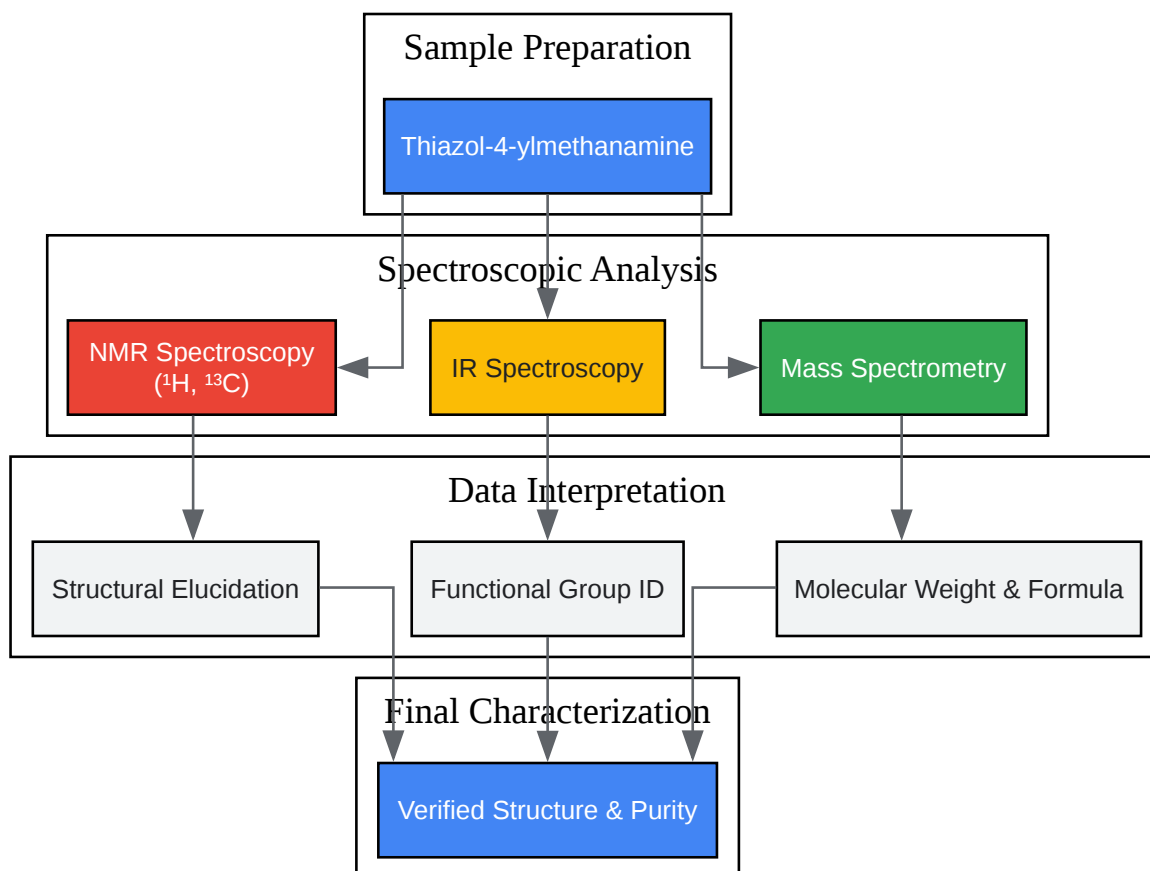 Sample Preparation
Thiazol-4-ylmethanamine
Spectroscopic Analysis
NMR Spectroscopy
(¹H, ¹³C)
IR Spectroscopy
Mass Spectrometry
Data Interpretation
Structural Elucidation
Functional Group ID
Molecular Weight & Formula
Final Characterization
Verified Structure & Purity